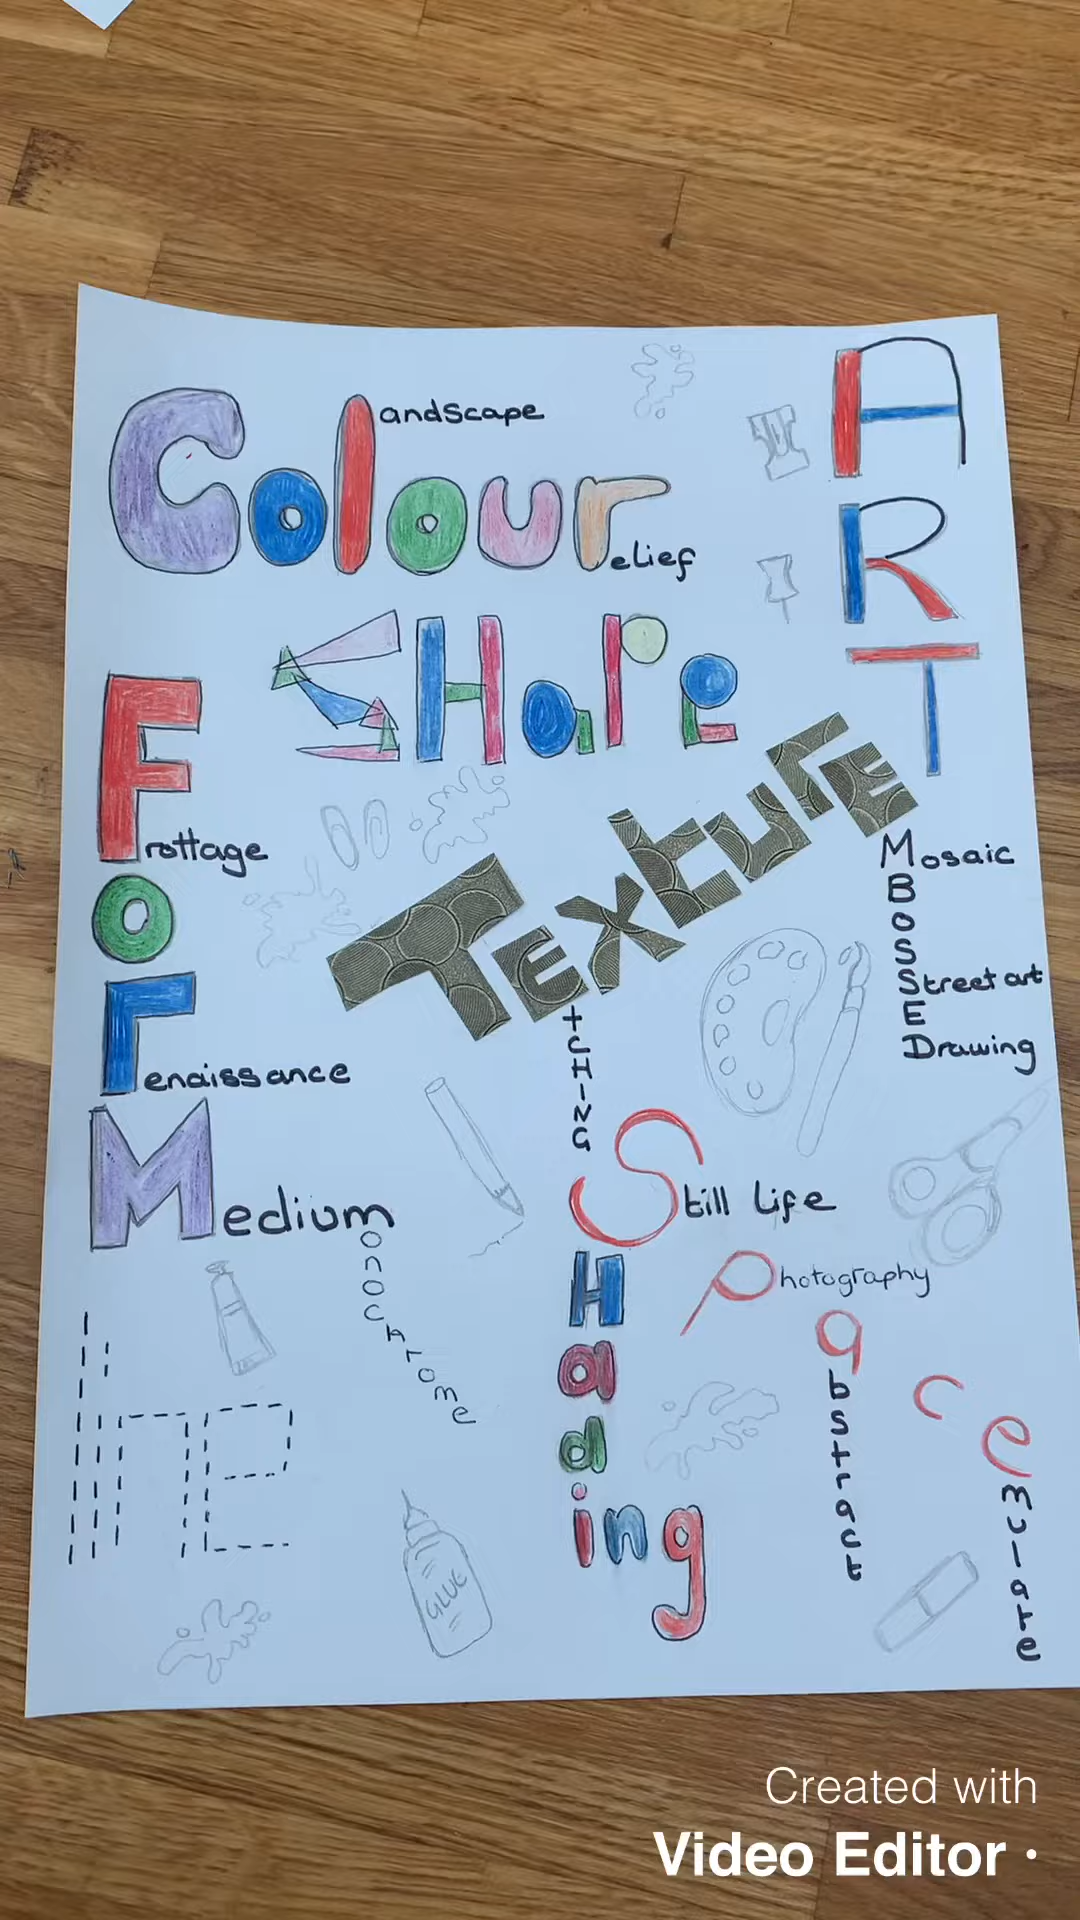 ART
Colour
Landscape
relief
SHape
Form
Frottage
Texture
Mosaic
EMBOSSED
Street art
Drawing
renaissance
EtCHING
Medium
monochrome
SHading
Still life
Space
Photography
abstract
emulate
line
GLUE
Created with
Video Editor ·